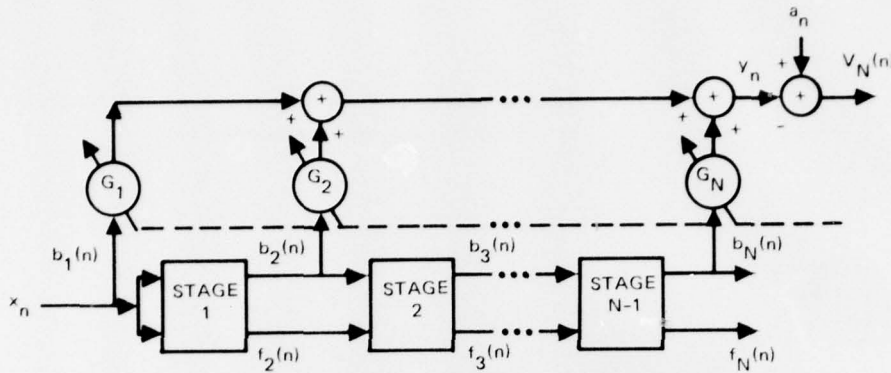 a_n
y_n V_N(n)
+ + + + + + + -
G_1 G_2 G_N
b_1(n) b_2(n) b_3(n) b_N(n)
x_n
STAGE 1
STAGE 2
STAGE N-1
f_2(n) f_3(n) f_N(n)